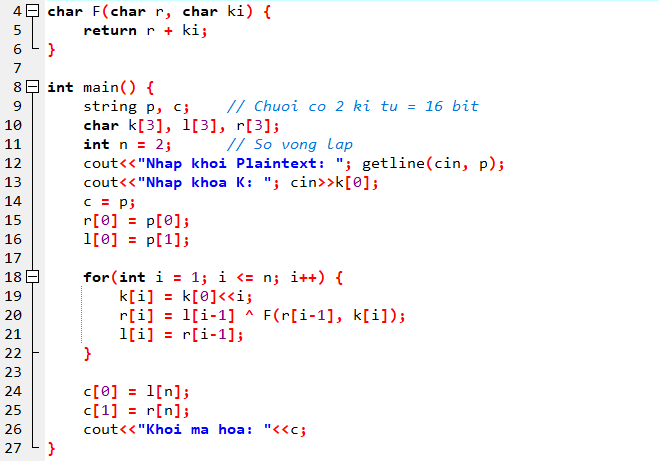 4 char F(char r, char ki) {
5     return r + ki;
6 }
7
8 int main() {
9     string p, c;    // Chuoi co 2 ki tu = 16 bit
10     char k[3], l[3], r[3];
11     int n = 2;      // So vong lap
12     cout<<"Nhap khoi Plaintext: "; getline(cin, p);
13     cout<<"Nhap khoa K: "; cin>>k[0];
14     c = p;
15     r[0] = p[0];
16     l[0] = p[1];
17
18     for(int i = 1; i <= n; i++) {
19         k[i] = k[0]<<i;
20         r[i] = l[i-1] ^ F(r[i-1], k[i]);
21         l[i] = r[i-1];
22     }
23
24     c[0] = l[n];
25     c[1] = r[n];
26     cout<<"Khoi ma hoa: "<<c;
27 }